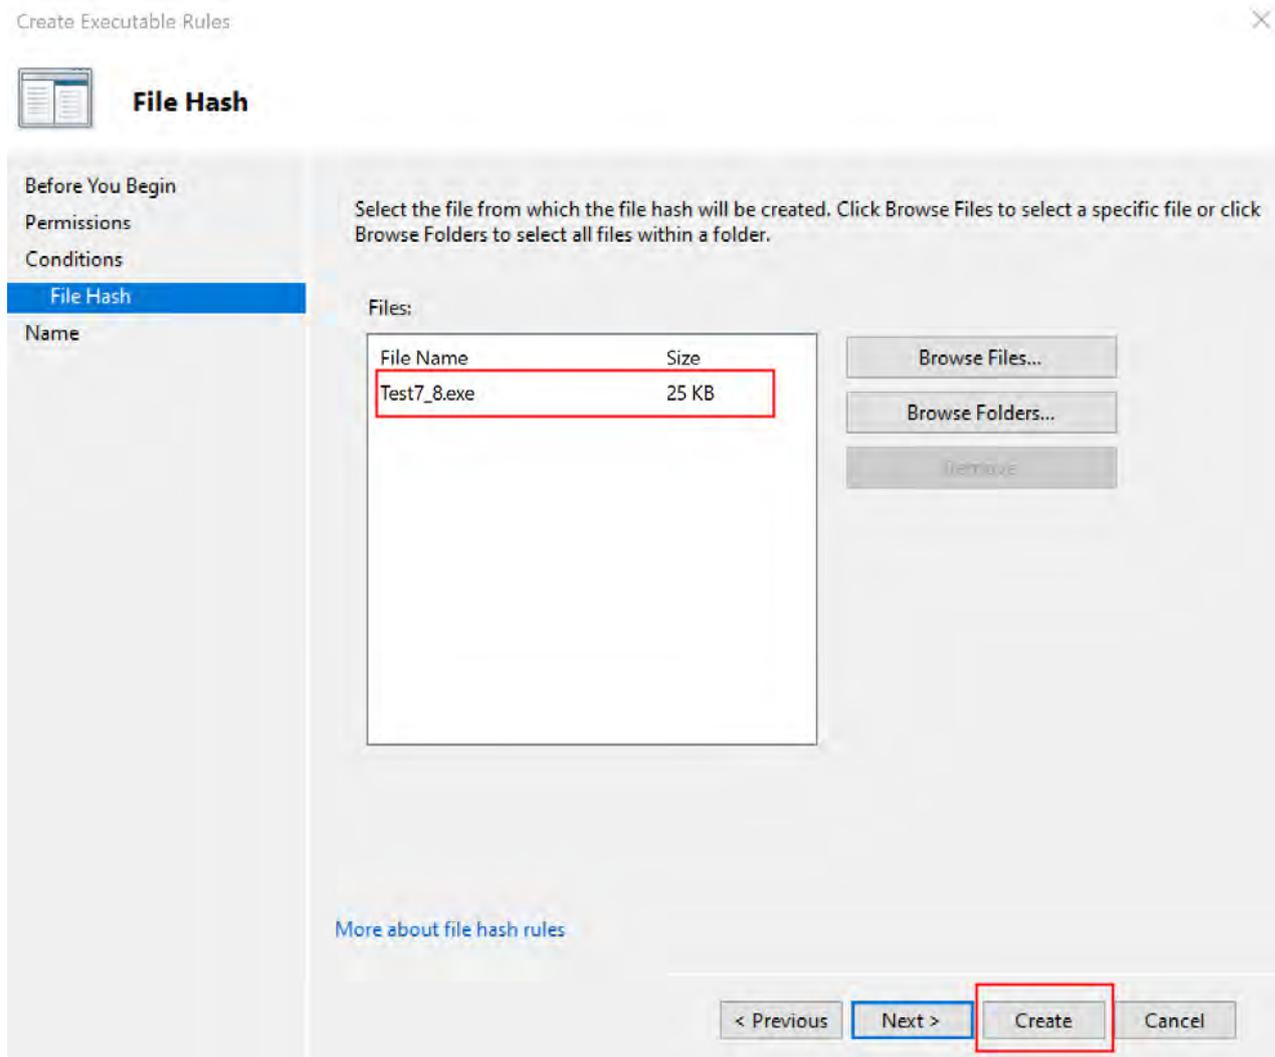 Create Executable Rules
File Hash
Before You Begin
Permissions
Conditions
File Hash
Name
Select the file from which the file hash will be created. Click Browse Files to select a specific file or click
Browse Folders to select all files within a folder.
Files:
File Name Size
Test7_8.exe 25 KB
Browse Files...
Browse Folders...
Remove
More about file hash rules
< Previous Next > Create Cancel